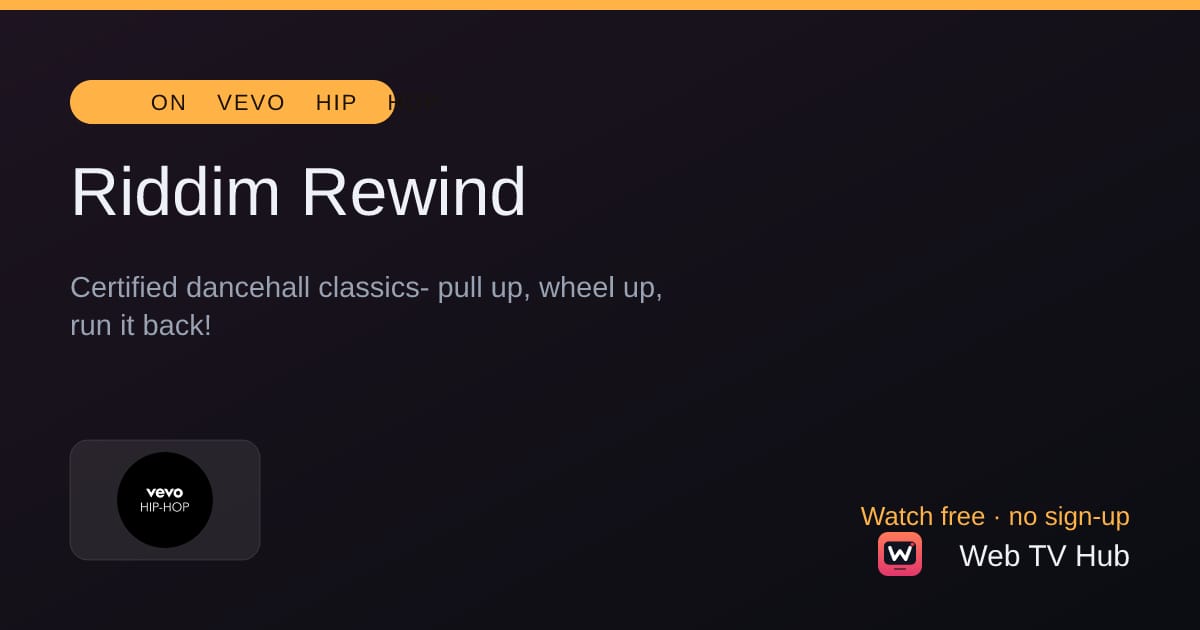 ON VEVO HIP
Riddim Rewind
Certified dancehall classics- pull up, wheel up,
run it back!
vevo
HIP-HOP
Watch free · no sign-up
W
Web TV Hub